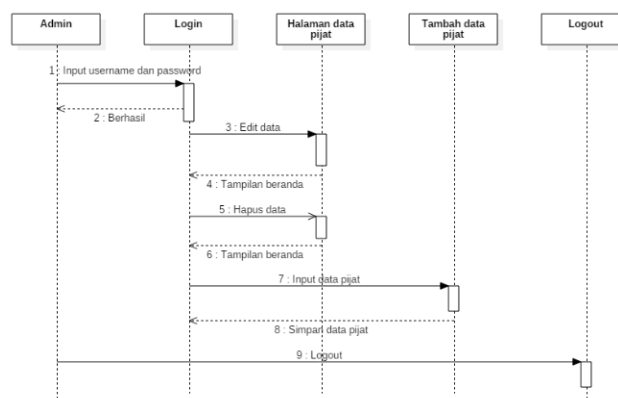 Admin
Login
Halaman data
pijat
Tambah data
pijat
Logout
1 : Input username dan password
2 : Berhasil
3 : Edit data
4 : Tampilan beranda
5 : Hapus data
6 : Tampilan beranda
7 : Input data pijat
8 : Simpan data pijat
9 : Logout